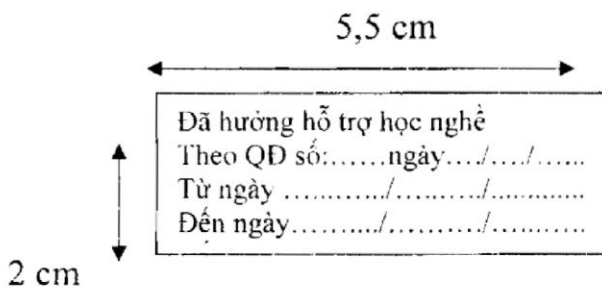 5,5 cm
Đã hưởng hỗ trợ học nghề
Theo QĐ số:......ngày..../..../......
Từ ngày .........../............/............
Đến ngày........../.........../...........
2 cm